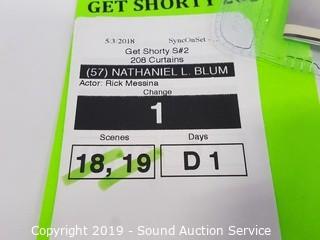 GET SHORTY
5/3/2018 SyncOnSet
Get Shorty S#2
208 Curtains
(57) NATHANIEL L. BLUM
Actor: Rick Messina
Change
1
Scenes Days
18, 19 D 1
Copyright 2019 - Sound Auction Service